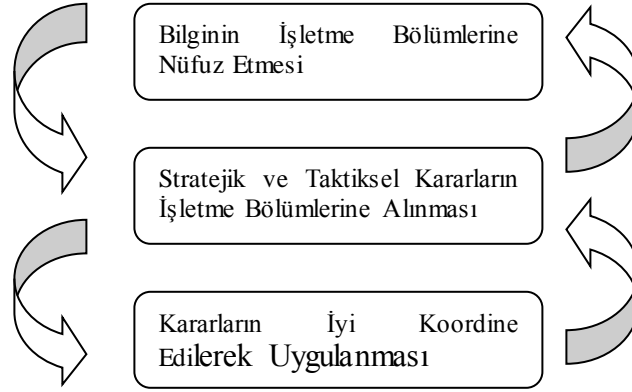 Bilginin İşletme Bölümlerine
Nüfuz Etmesi
Stratejik ve Taktiksel Kararların
İşletme Bölümlerine Alınması
Kararların İyi Koordine
Edilerek Uygulanması